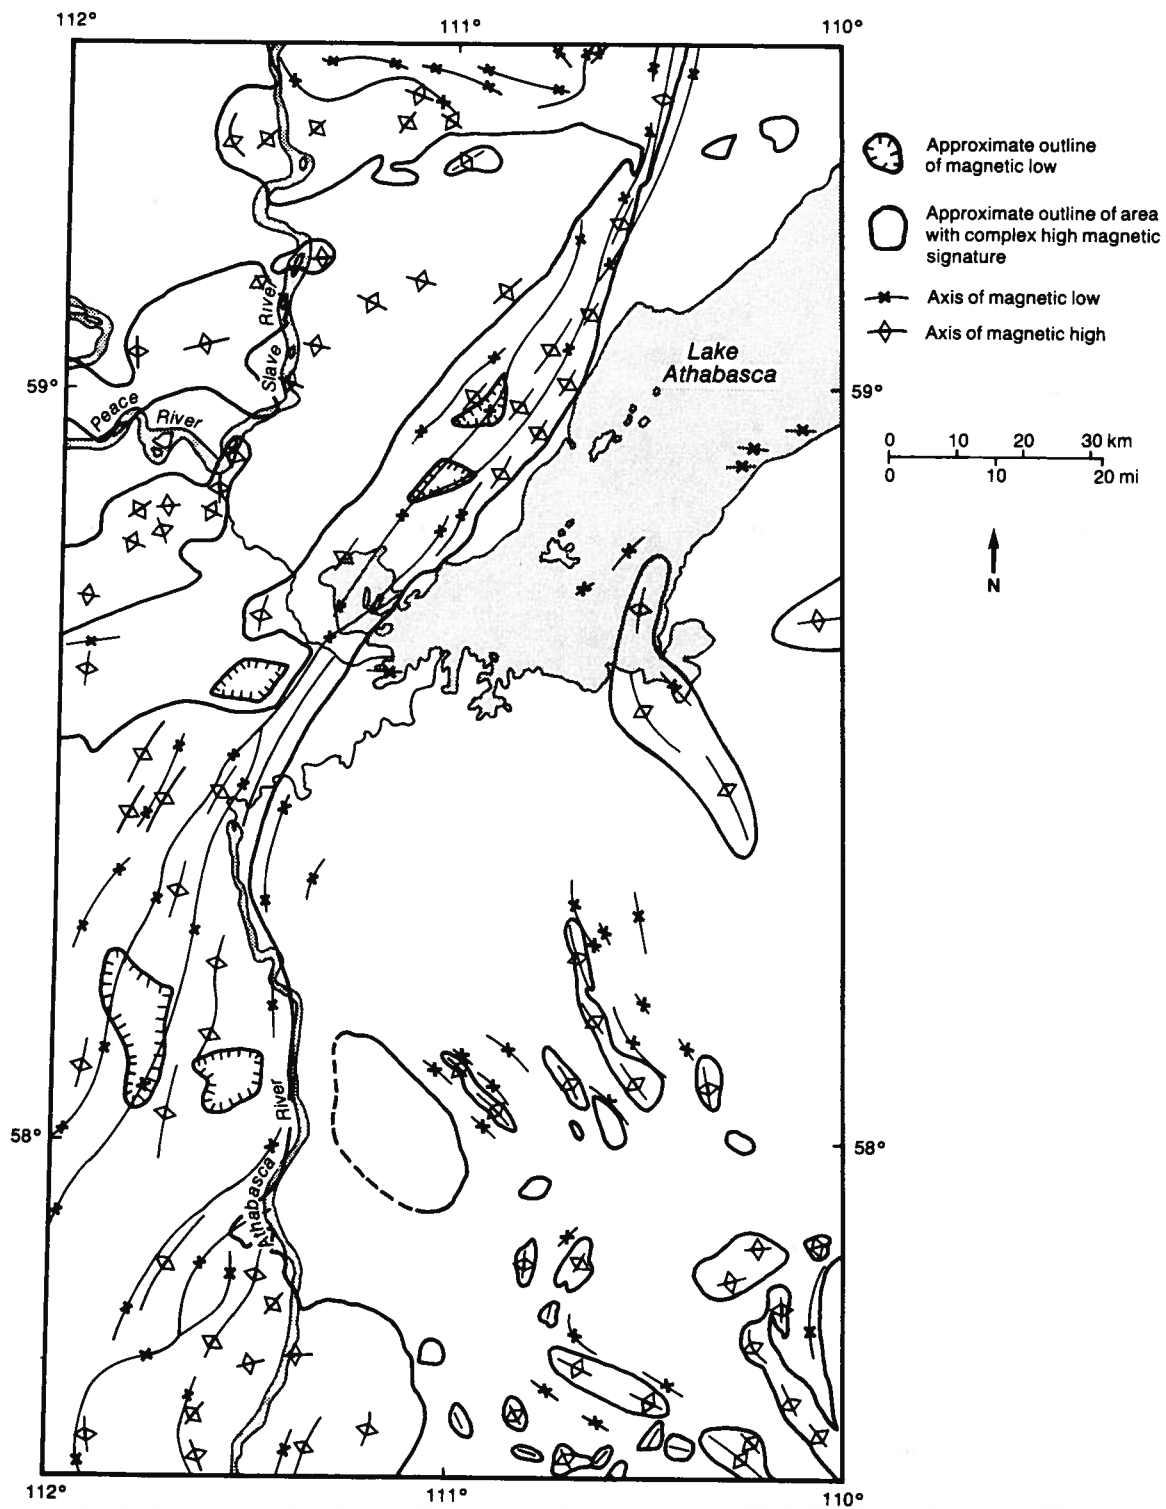 112°
111°
110°
Approximate outline
of magnetic low
Approximate outline of area
with complex high magnetic
signature
Axis of magnetic low
Axis of magnetic high
River
Slave
Lake
Athabasca
59°
59°
Peace
River
0 10 20 30 km
0 10 20 mi
N
58°
58°
River
Athabasca
112°
111°
110°